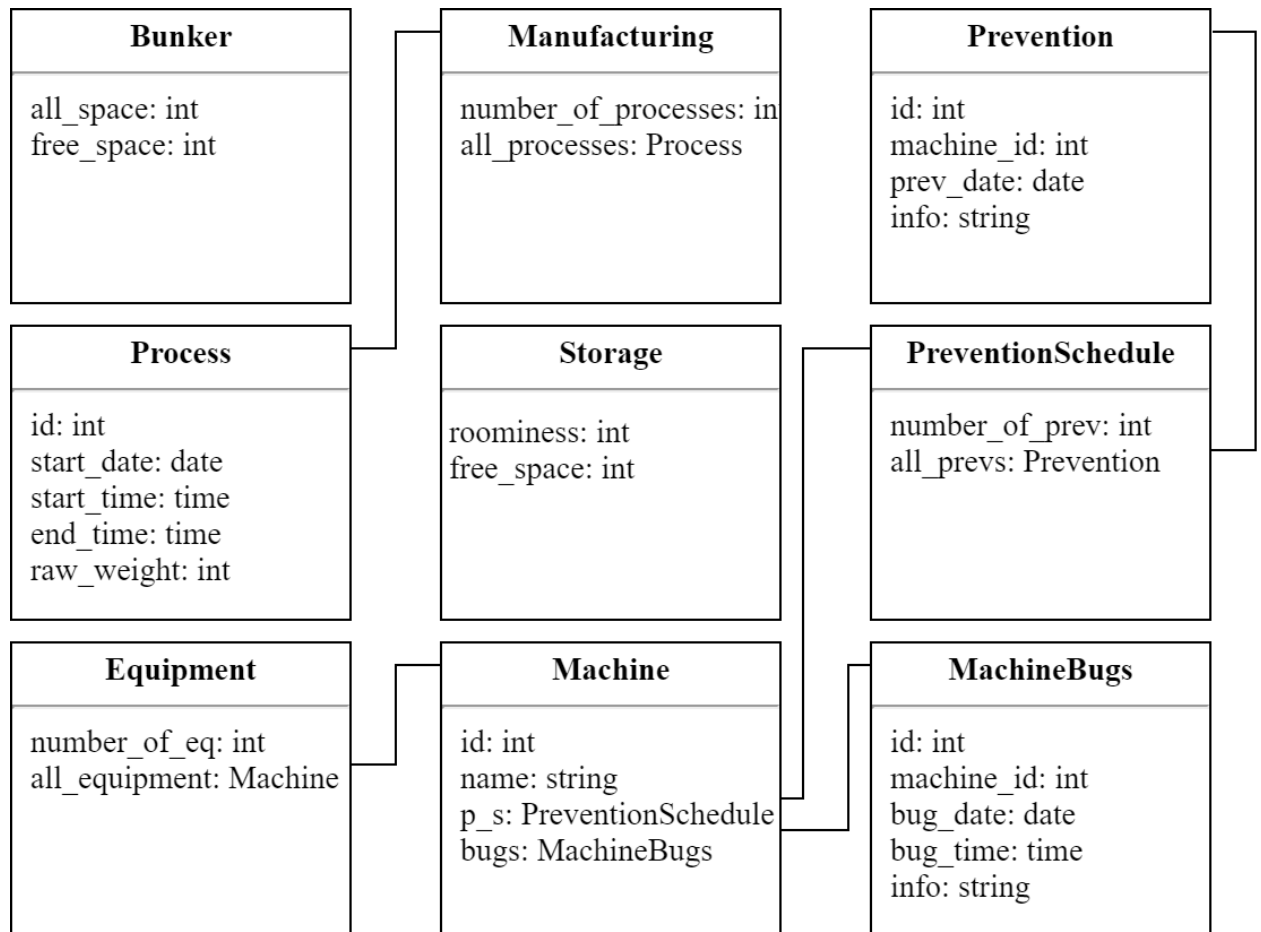 Bunker
all_space: int
free_space: int
Manufacturing
number_of_processes: in
all_processes: Process
Prevention
id: int
machine_id: int
prev_date: date
info: string
Process
id: int
start_date: date
start_time: time
end_time: time
raw_weight: int
Storage
roominess: int
free_space: int
PreventionSchedule
number_of_prev: int
all_prevs: Prevention
Equipment
number_of_eq: int
all_equipment: Machine
Machine
id: int
name: string
p_s: PreventionSchedule
bugs: MachineBugs
MachineBugs
id: int
machine_id: int
bug_date: date
bug_time: time
info: string